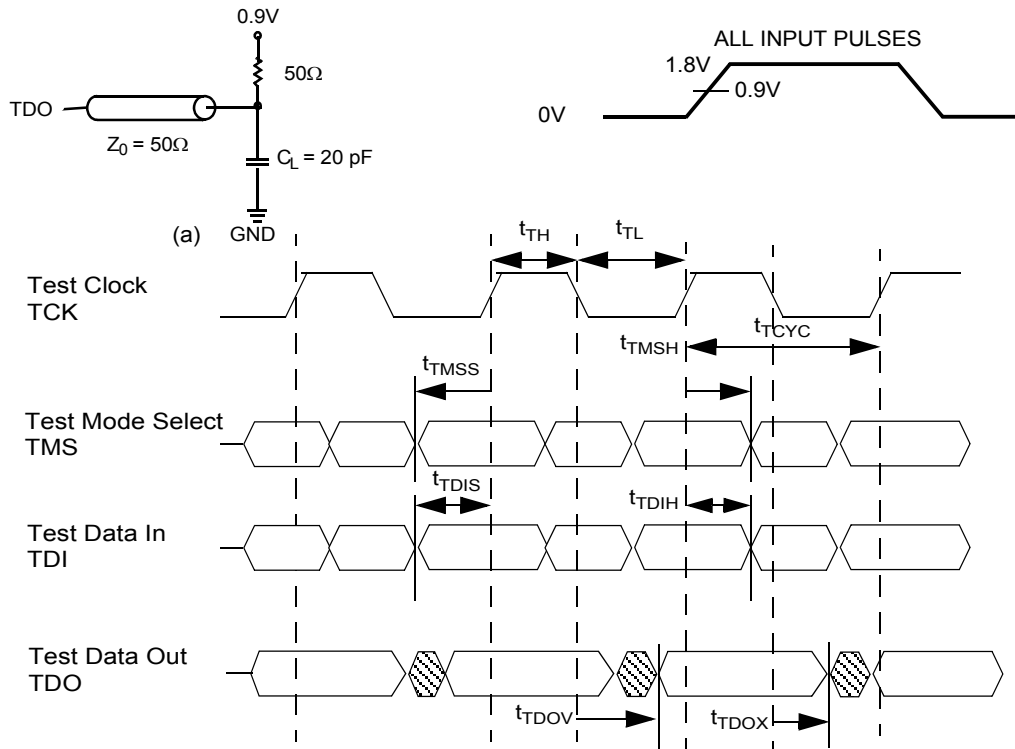 0.9V
ALL INPUT PULSES
50Ω
1.8V
0.9V
TDO
0V
Z0 = 50Ω
CL = 20 pF
(a)
GND
tTH
tTL
Test Clock
TCK
tTMSH
tTCYC
tTMSS
Test Mode Select
TMS
tTDIS
tTDIH
Test Data In
TDI
Test Data Out
TDO
tTDOV
tTDOX